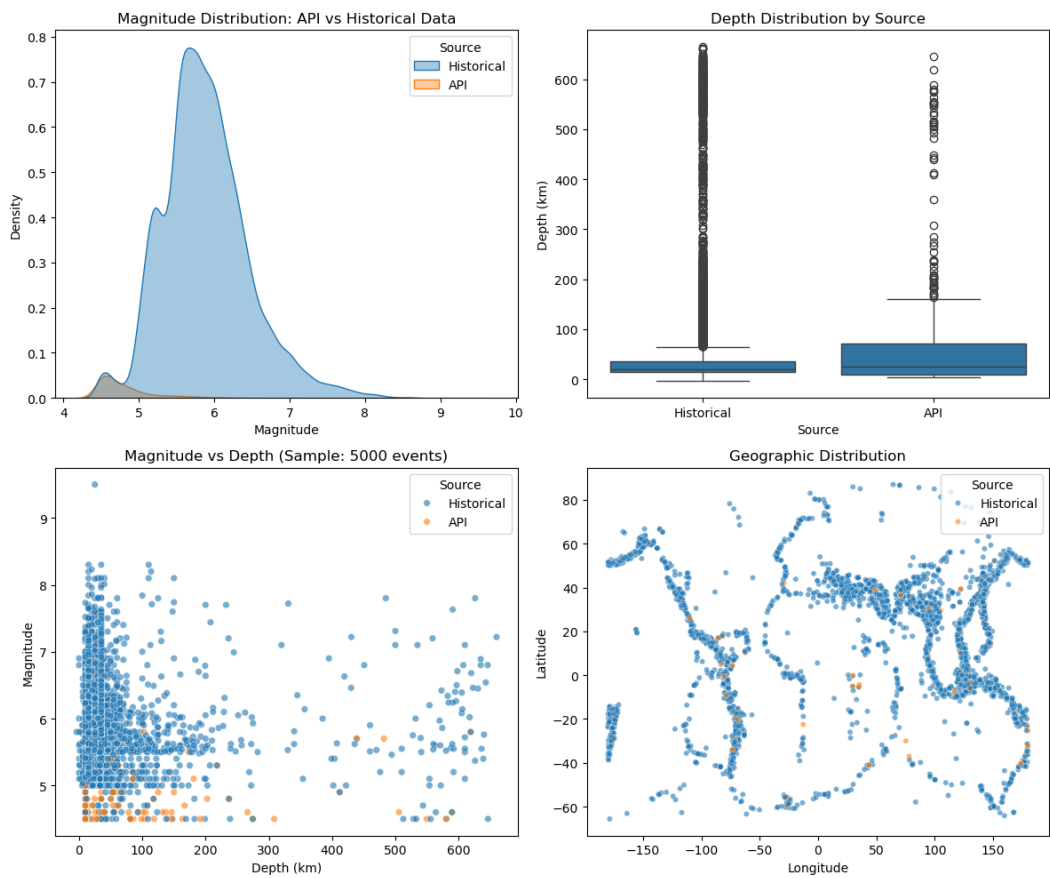 Magnitude Distribution: API vs Historical Data
Source
Historical
API
0.8
0.7
0.6
0.5
0.4
0.3
0.2
0.1
0.0
Density
4 5 6 7 8 9 10
Magnitude
Depth Distribution by Source
600
500
400
300
200
100
0
Depth (km)
Historical API
Source
Magnitude vs Depth (Sample: 5000 events)
Source
Historical
API
9
8
7
6
5
Magnitude
0 100 200 300 400 500 600
Depth (km)
Geographic Distribution
Source
Historical
API
80
60
40
20
0
−20
−40
−60
Latitude
−150 −100 −50 0 50 100 150
Longitude